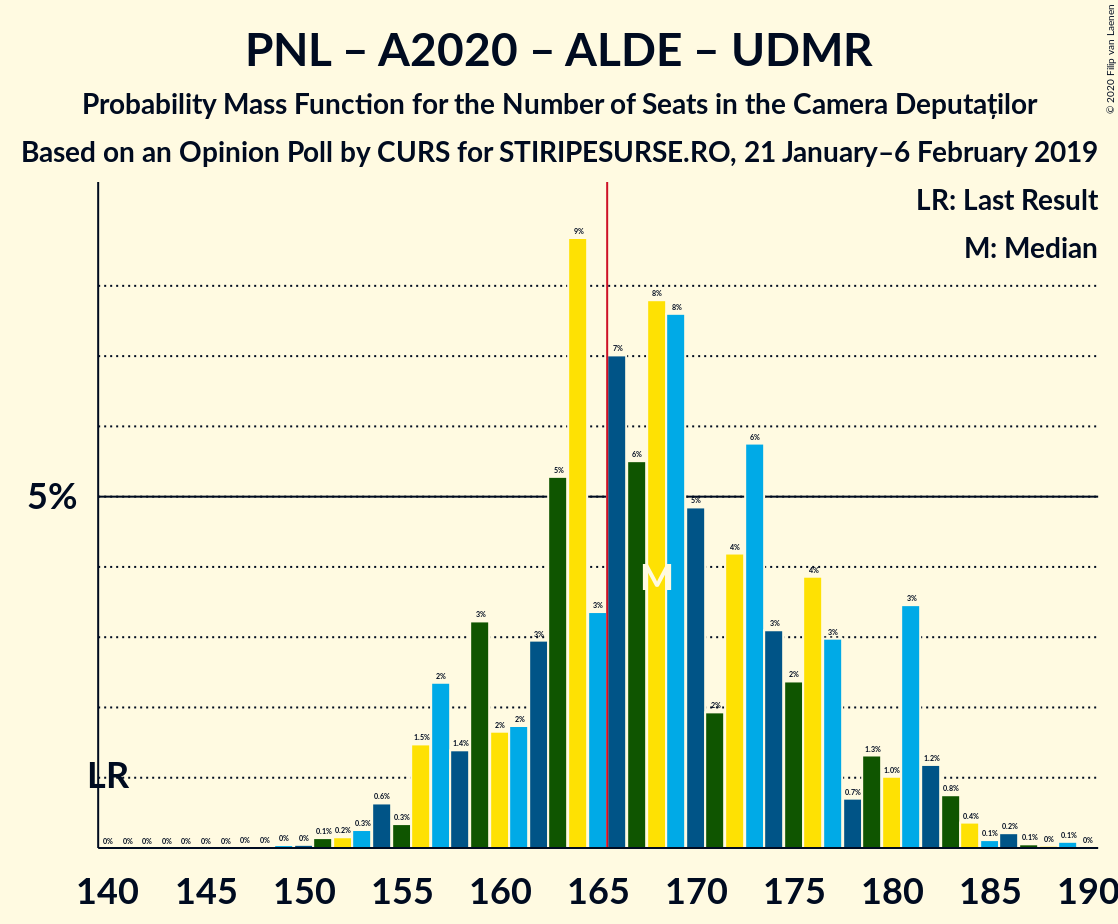 PNL – A2020 – ALDE – UDMR
Probability Mass Function for the Number of Seats in the Camera Deputaților
Based on an Opinion Poll by CURS for STIRIPESURSE.RO, 21 January–6 February 2019
© 2020 Filip van Laenen
LR: Last Result
M: Median
5%
LR
M
0% 0% 0% 0% 0% 0% 0% 0% 0% 0% 0% 0.1% 0.2% 0.3% 0.6% 0.3% 1.5% 2% 1.4% 3% 2% 2% 3% 5% 9% 3% 7% 6% 8% 8% 5% 2% 4% 6% 3% 2% 4% 3% 0.7% 1.3% 1.0% 3% 1.2% 0.8% 0.4% 0.1% 0.2% 0.1% 0% 0.1% 0%
140 145 150 155 160 165 170 175 180 185 190